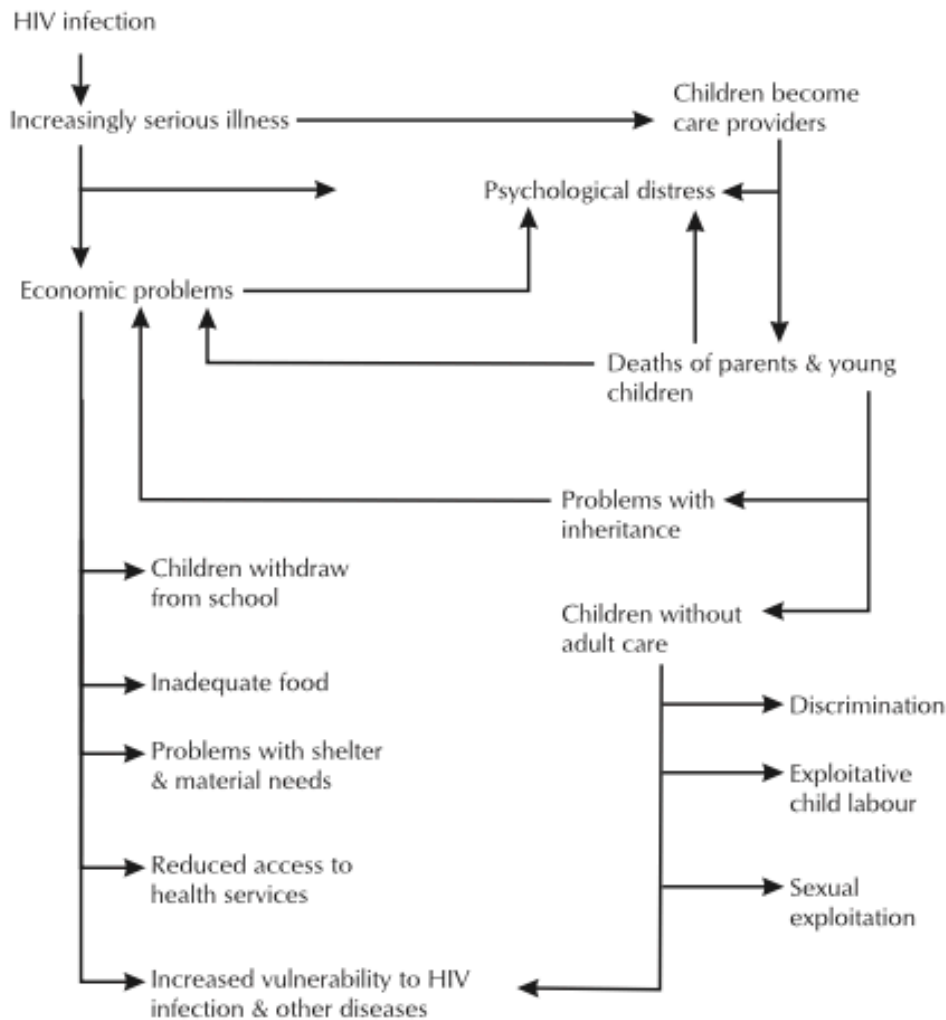 HIV infection
Increasingly serious illness
Children become
care providers
Psychological distress
Economic problems
Deaths of parents & young
children
Problems with
inheritance
Children withdraw
from school
Children without
adult care
Inadequate food
Discrimination
Problems with shelter
& material needs
Exploitative
child labour
Reduced access to
health services
Sexual
exploitation
Increased vulnerability to HIV
infection & other diseases